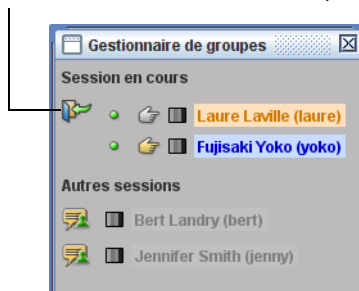 Gestionnaire de groupes
Session en cours
Laure Laville (laure)
Fujisaki Yoko (yoko)
Autres sessions
Bert Landry (bert)
Jennifer Smith (jenny)